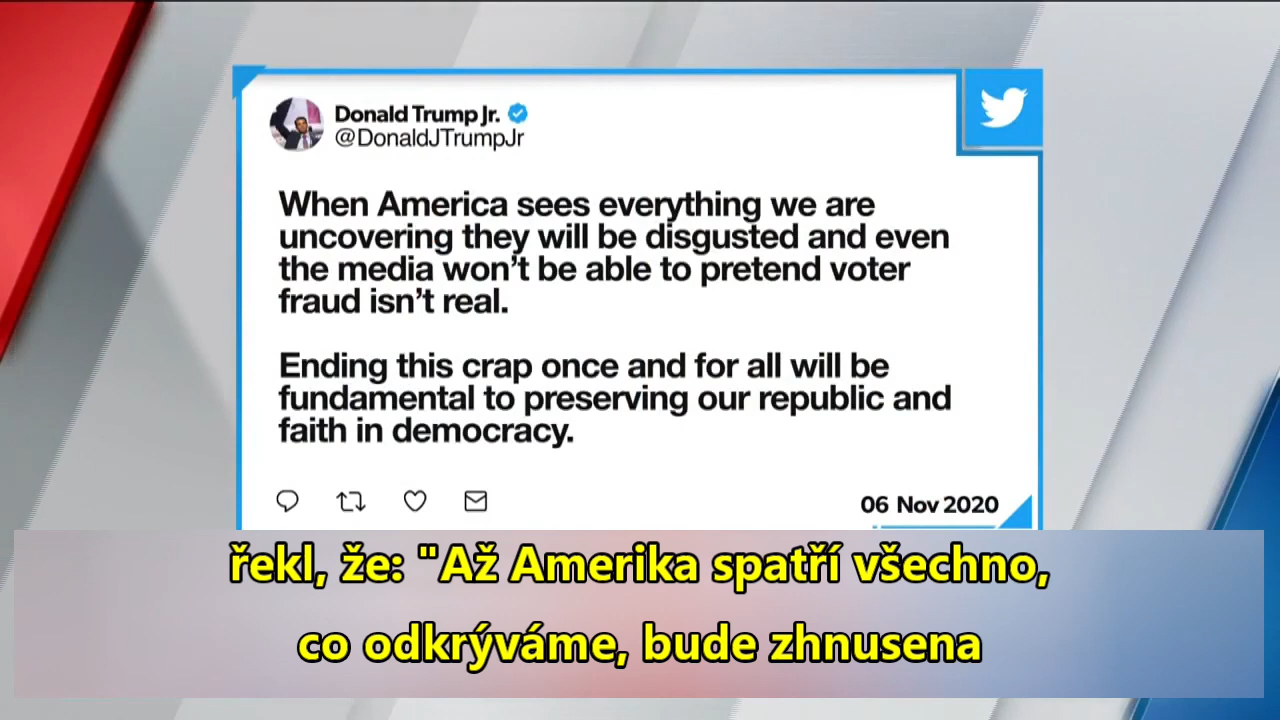 Donald Trump Jr.
@DonaldJTrumpJr
When America sees everything we are
uncovering they will be disgusted and even
the media won't be able to pretend voter
fraud isn't real.
Ending this crap once and for all will be
fundamental to preserving our republic and
faith in democracy.
06 Nov 2020
řekl, že: "Až Amerika spatří všechno,
co odkrýváme, bude zhnusena